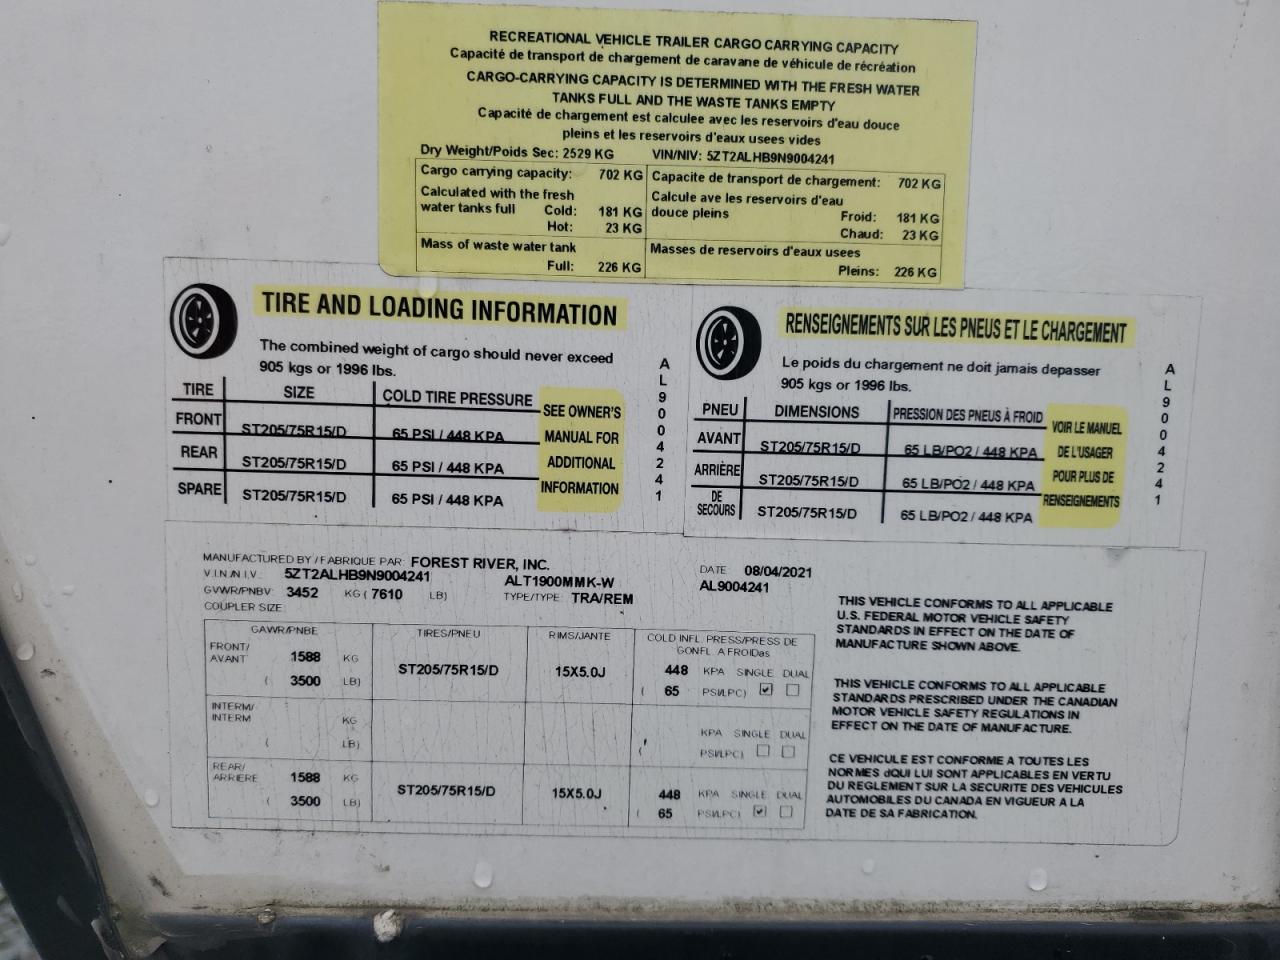 RECREATIONAL VEHICLE TRAILER CARGO CARRYING CAPACITY
Capacité de transport de chargement de caravane de véhicule de récréation
CARGO-CARRYING CAPACITY IS DETERMINED WITH THE FRESH WATER
TANKS FULL AND THE WASTE TANKS EMPTY
Capacité de chargement est calculee avec les reservoirs d'eau douce
pleins et les reservoirs d'eaux usees vides
Dry Weight/Poids Sec: 2529 KG VIN/NIV: 5ZT2ALHB9N9004241
Cargo carrying capacity: 702 KG
Calculated with the fresh
water tanks full Cold: 181 KG
Hot: 23 KG
Mass of waste water tank
Full: 226 KG
Capacite de transport de chargement: 702 KG
Calcule ave les reservoirs d'eau
douce pleins
Froid: 181 KG
Chaud: 23 KG
Masses de reservoirs d'eaux usees
Pleins: 226 KG
TIRE AND LOADING INFORMATION
The combined weight of cargo should never exceed
905 kgs or 1996 lbs.
TIRE SIZE COLD TIRE PRESSURE
FRONT ST205/75R15/D 65 PSI / 448 KPA
REAR ST205/75R15/D 65 PSI / 448 KPA
SPARE ST205/75R15/D 65 PSI / 448 KPA
SEE OWNER'S
MANUAL FOR
ADDITIONAL
INFORMATION
AL9004241
RENSEIGNEMENTS SUR LES PNEUS ET LE CHARGEMENT
Le poids du chargement ne doit jamais depasser
905 kgs or 1996 lbs.
PNEU DIMENSIONS PRESSION DES PNEUS À FROID
AVANT ST205/75R15/D 65 LB/PO2 / 448 KPA
ARRIÈRE ST205/75R15/D 65 LB/PO2 / 448 KPA
DE
SECOURS ST205/75R15/D 65 LB/PO2 / 448 KPA
VOIR LE MANUEL
DE L'USAGER
POUR PLUS DE
RENSEIGNEMENTS
AL9004241
MANUFACTURED BY / FABRIQUE PAR: FOREST RIVER, INC.
V.I.N./N.I.V.: 5ZT2ALHB9N9004241 ALT1900MMK-W
GVWR/PNBV: 3452 KG ( 7610 LB) TYPE/TYPE: TRA/REM
COUPLER SIZE:
DATE: 08/04/2021
AL9004241
GAWR/PNBE TIRES/PNEU RIMS/JANTE COLD INFL. PRESS/PRESS DE
GONFL. A FROIDas
FRONT/
AVANT 1588 KG ST205/75R15/D 15X5.0J 448 KPA SINGLE DUAL
( 3500 LB) ( 65 PSI/LPC)
INTERM/
INTERM KG KPA SINGLE DUAL
( LB) ( PSI/LPC)
REAR/
ARRIERE 1588 KG ST205/75R15/D 15X5.0J 448 KPA SINGLE DUAL
( 3500 LB) ( 65 PSI/LPC)
THIS VEHICLE CONFORMS TO ALL APPLICABLE
U.S. FEDERAL MOTOR VEHICLE SAFETY
STANDARDS IN EFFECT ON THE DATE OF
MANUFACTURE SHOWN ABOVE.
THIS VEHICLE CONFORMS TO ALL APPLICABLE
STANDARDS PRESCRIBED UNDER THE CANADIAN
MOTOR VEHICLE SAFETY REGULATIONS IN
EFFECT ON THE DATE OF MANUFACTURE.
CE VEHICULE EST CONFORME A TOUTES LES
NORMES dQUI LUI SONT APPLICABLES EN VERTU
DU REGLEMENT SUR LA SECURITE DES VEHICULES
AUTOMOBILES DU CANADA EN VIGUEUR A LA
DATE DE SA FABRICATION.